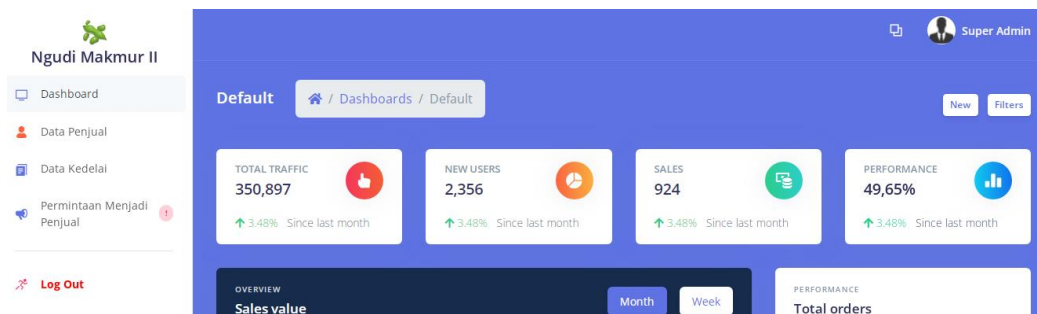 Ngudi Makmur II
Dashboard
Data Penjual
Data Kedelai
Permintaan Menjadi
Penjual
!
Log Out
Super Admin
Default
/ Dashboards / Default
New
Filters
TOTAL TRAFFIC
350,897
3.48% Since last month
NEW USERS
2,356
3.48% Since last month
SALES
924
3.48% Since last month
PERFORMANCE
49,65%
3.48% Since last month
OVERVIEW
Sales value
Month
Week
PERFORMANCE
Total orders